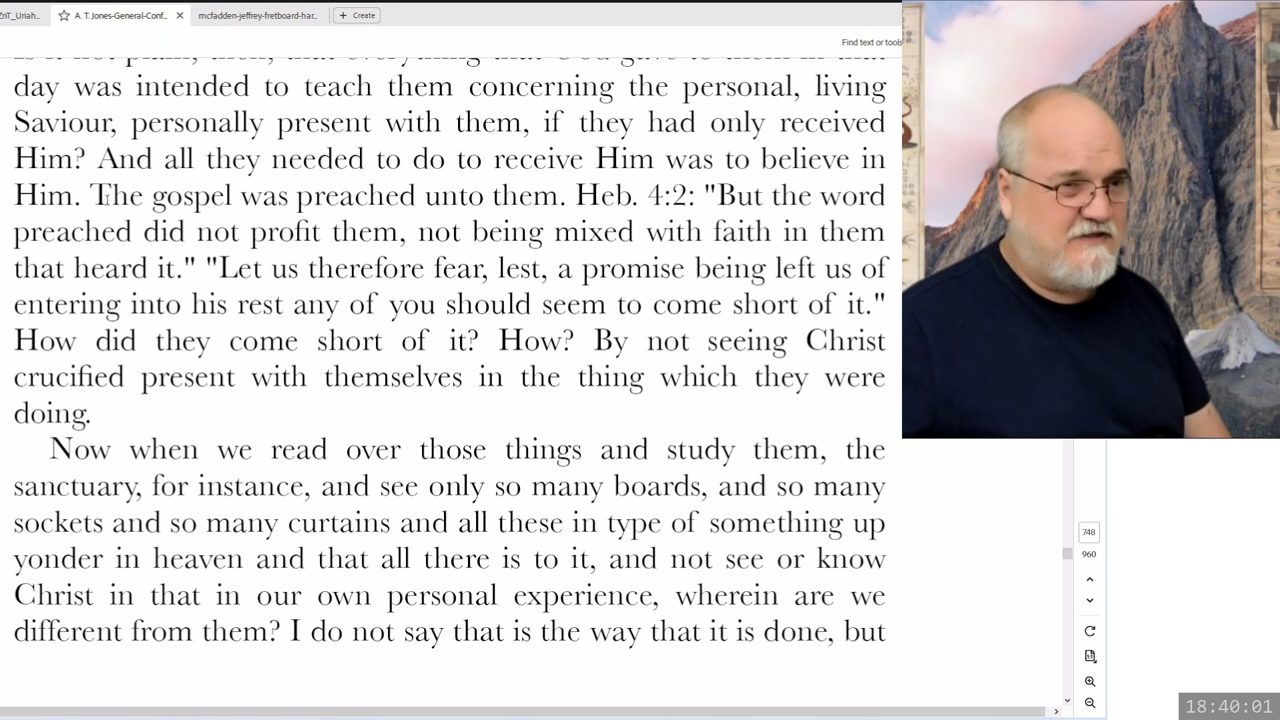 ZnT_Uriah...
A. T. Jones-General-Conf...
mcfadden-jeffrey-fretboard-har...
+ Create
Find text or tools
day was intended to teach them concerning the personal, living
Saviour, personally present with them, if they had only received
Him? And all they needed to do to receive Him was to believe in
Him. The gospel was preached unto them. Heb. 4:2: "But the word
preached did not profit them, not being mixed with faith in them
that heard it." "Let us therefore fear, lest, a promise being left us of
entering into his rest any of you should seem to come short of it."
How did they come short of it? How? By not seeing Christ
crucified present with themselves in the thing which they were
doing.
Now when we read over those things and study them, the
sanctuary, for instance, and see only so many boards, and so many
sockets and so many curtains and all these in type of something up
yonder in heaven and that all there is to it, and not see or know
Christ in that in our own personal experience, wherein are we
different from them? I do not say that is the way that it is done, but
748
960
18:40:01